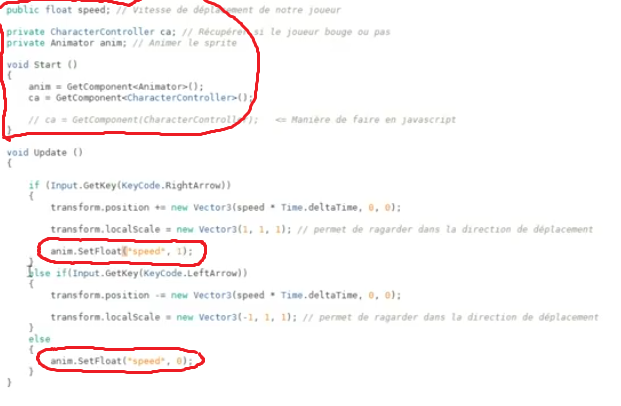 public float speed; // Vitesse de déplacement de notre joueur
private CharacterController ca; // Récupérer si le joueur bouge ou pas
private Animator anim; // Animer le sprite
void Start ()
{
anim = GetComponent<Animator>();
ca = GetComponent<CharacterController>();
// ca = GetComponent(CharacterController); <= Manière de faire en javascript
}
void Update ()
{
if (Input.GetKey(KeyCode.RightArrow))
{
transform.position += new Vector3(speed * Time.deltaTime, 0, 0);
transform.localScale = new Vector3(1, 1, 1); // permet de ragarder dans la direction de déplacement
anim.SetFloat("speed", 1);
}
else if(Input.GetKey(KeyCode.LeftArrow))
{
transform.position -= new Vector3(speed * Time.deltaTime, 0, 0);
transform.localScale = new Vector3(-1, 1, 1); // permet de ragarder dans la direction de déplacement
}
else
{
anim.SetFloat("speed", 0);
}
}